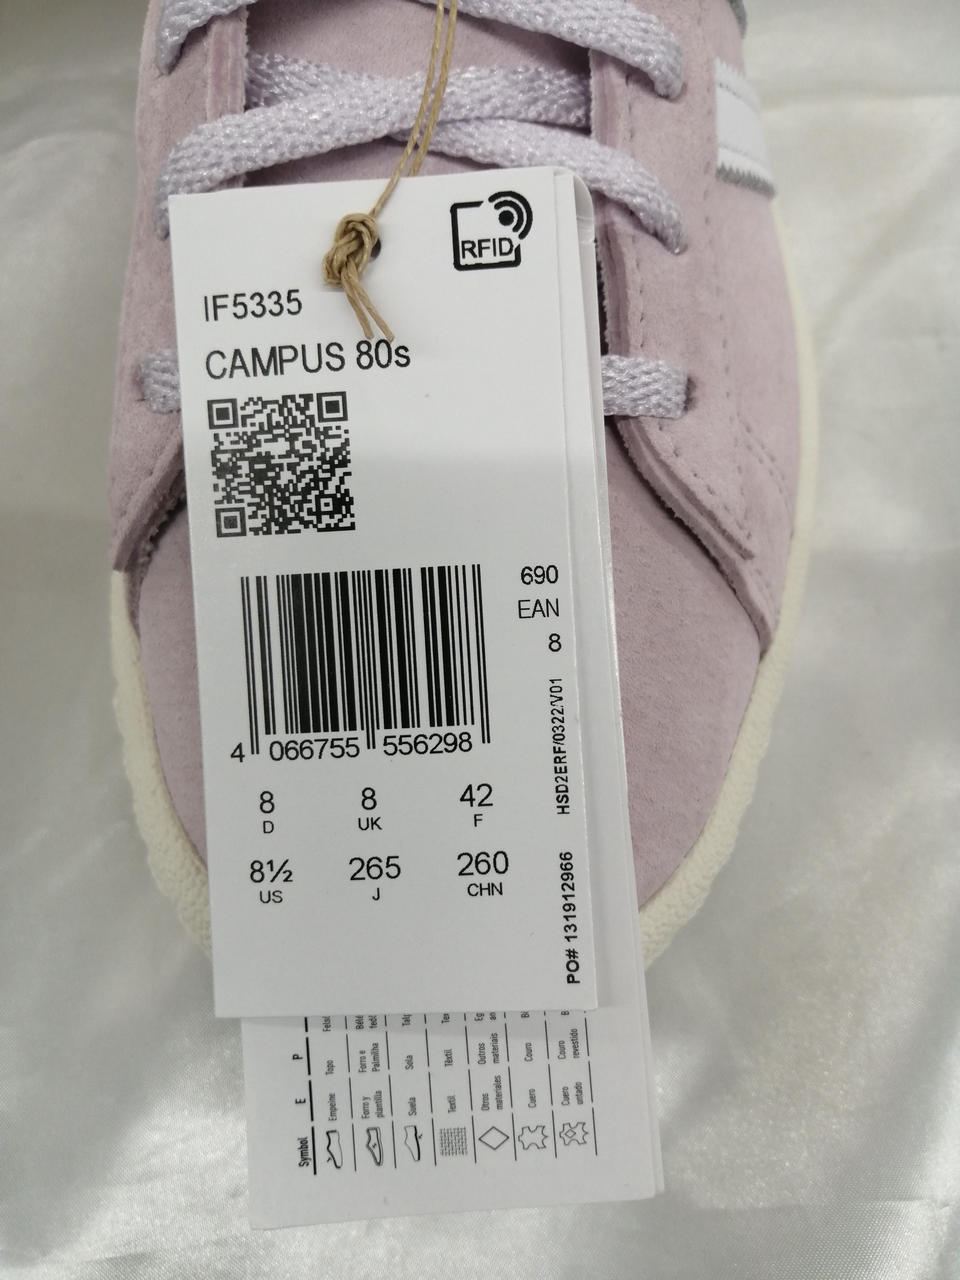 RFID
IF5335
CAMPUS 80s
690
EAN
8
4 066755 556298
HSD2ERF/0322/V01
8 8 42
D UK F
8½ 265 260
US J CHN
PO# 131912966
Symbol E P
Empeine Topo
Forro y plantilla Forro e Palmilha
Suela Sola
Textil Têxtil
Otros materiales Outros materiais
Cuero Couro
Cuero untado Couro revestido